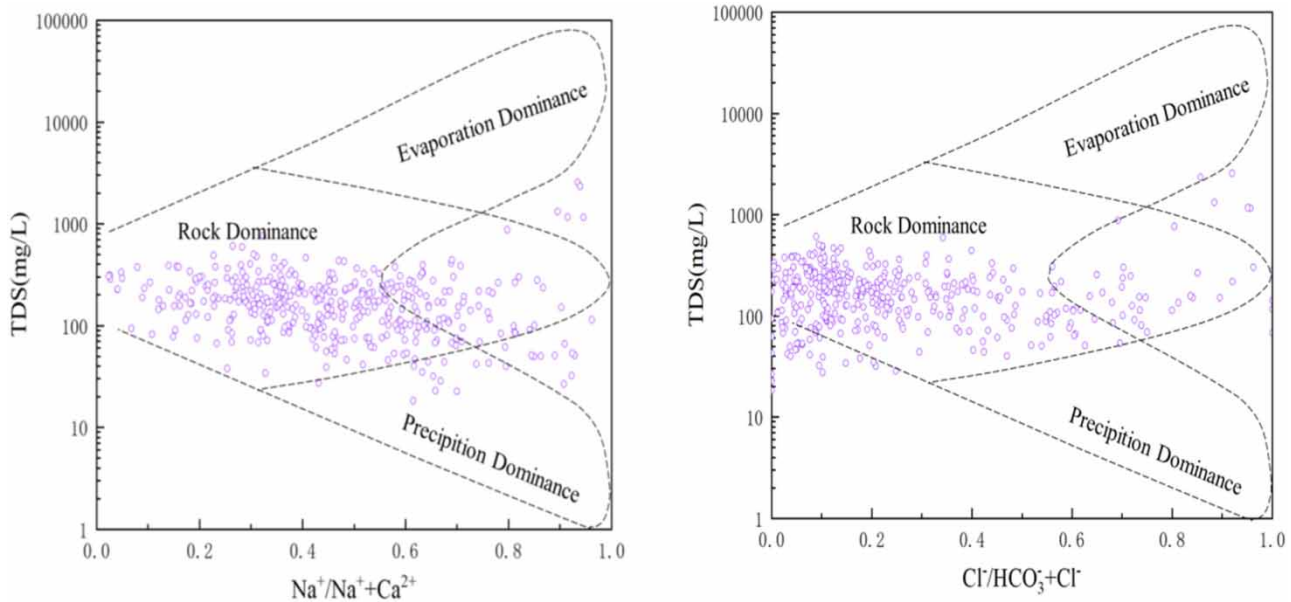 100000
10000
1000
100
10
1
TDS(mg/L)
Evaporation Dominance
Rock Dominance
Precipition Dominance
0.0 0.2 0.4 0.6 0.8 1.0
Na⁺/Na⁺+Ca²⁺
100000
10000
1000
100
10
1
TDS(mg/L)
Evaporation Dominance
Rock Dominance
Precipition Dominance
0.0 0.2 0.4 0.6 0.8 1.0
Cl⁻/HCO₃⁻+Cl⁻